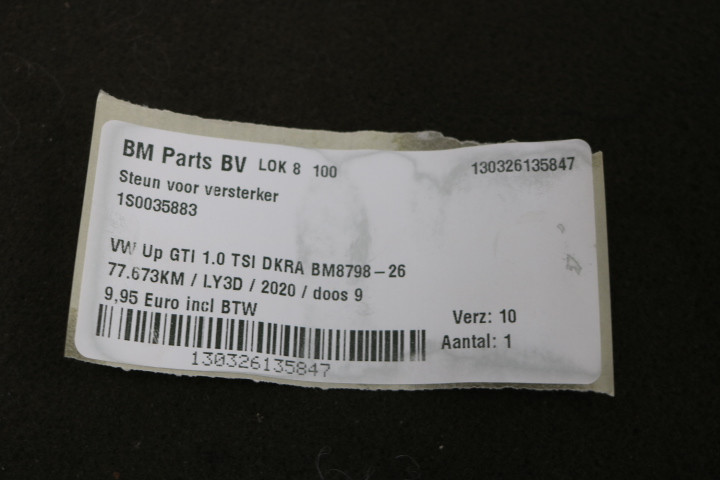 BM Parts BV LOK 8 100 130326135847
Steun voor versterker
1S0035883
VW Up GTI 1.0 TSI DKRA BM8798-26
77.673KM / LY3D / 2020 / doos 9
9,95 Euro incl BTW
Verz: 10
Aantal: 1
130326135847